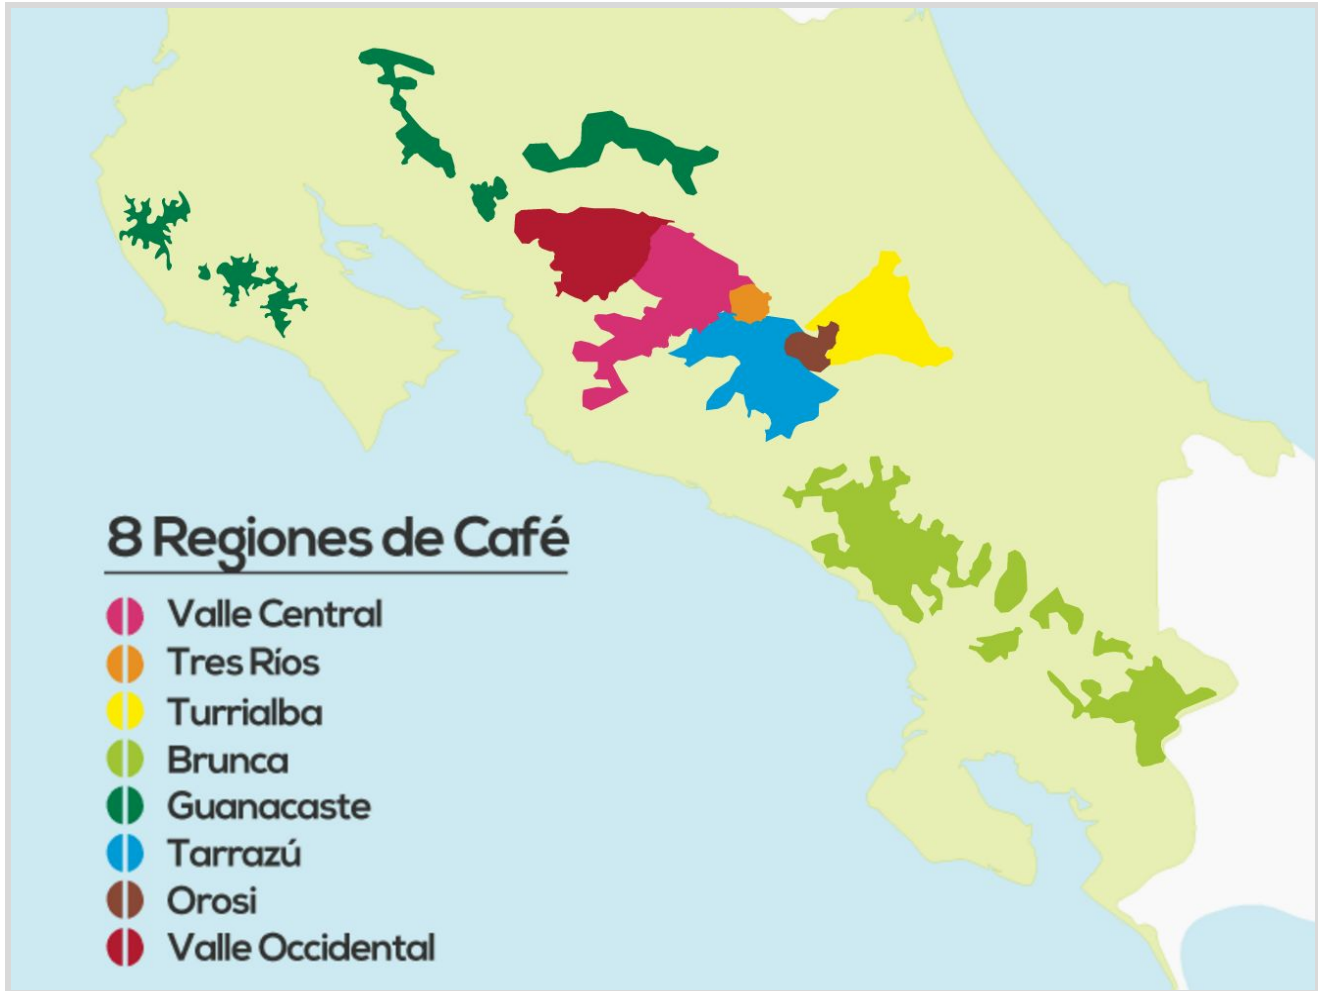 8 Regiones de Café
Valle Central
Tres Ríos
Turrialba
Brunca
Guanacaste
Tarrazú
Orosi
Valle Occidental